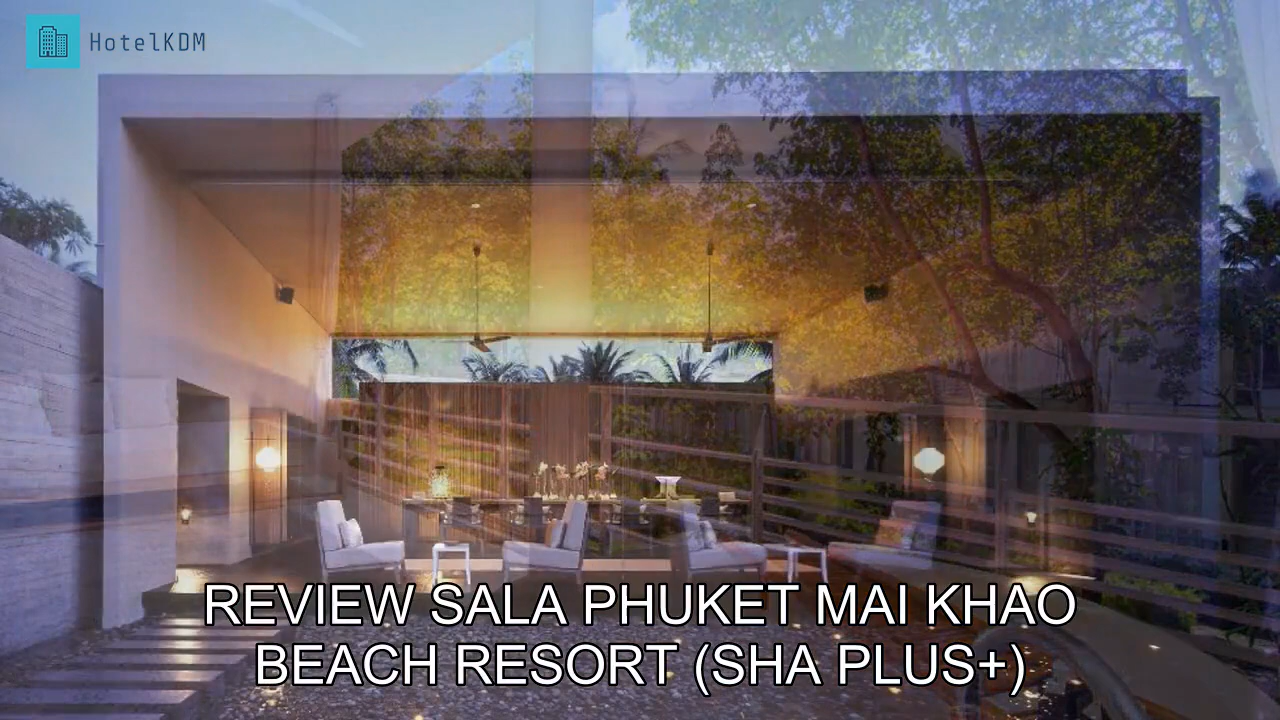 HotelKDM
REVIEW SALA PHUKET MAI KHAO
BEACH RESORT (SHA PLUS+)